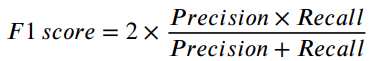 F1 score = 2 × Precision × Recall / Precision + Recall